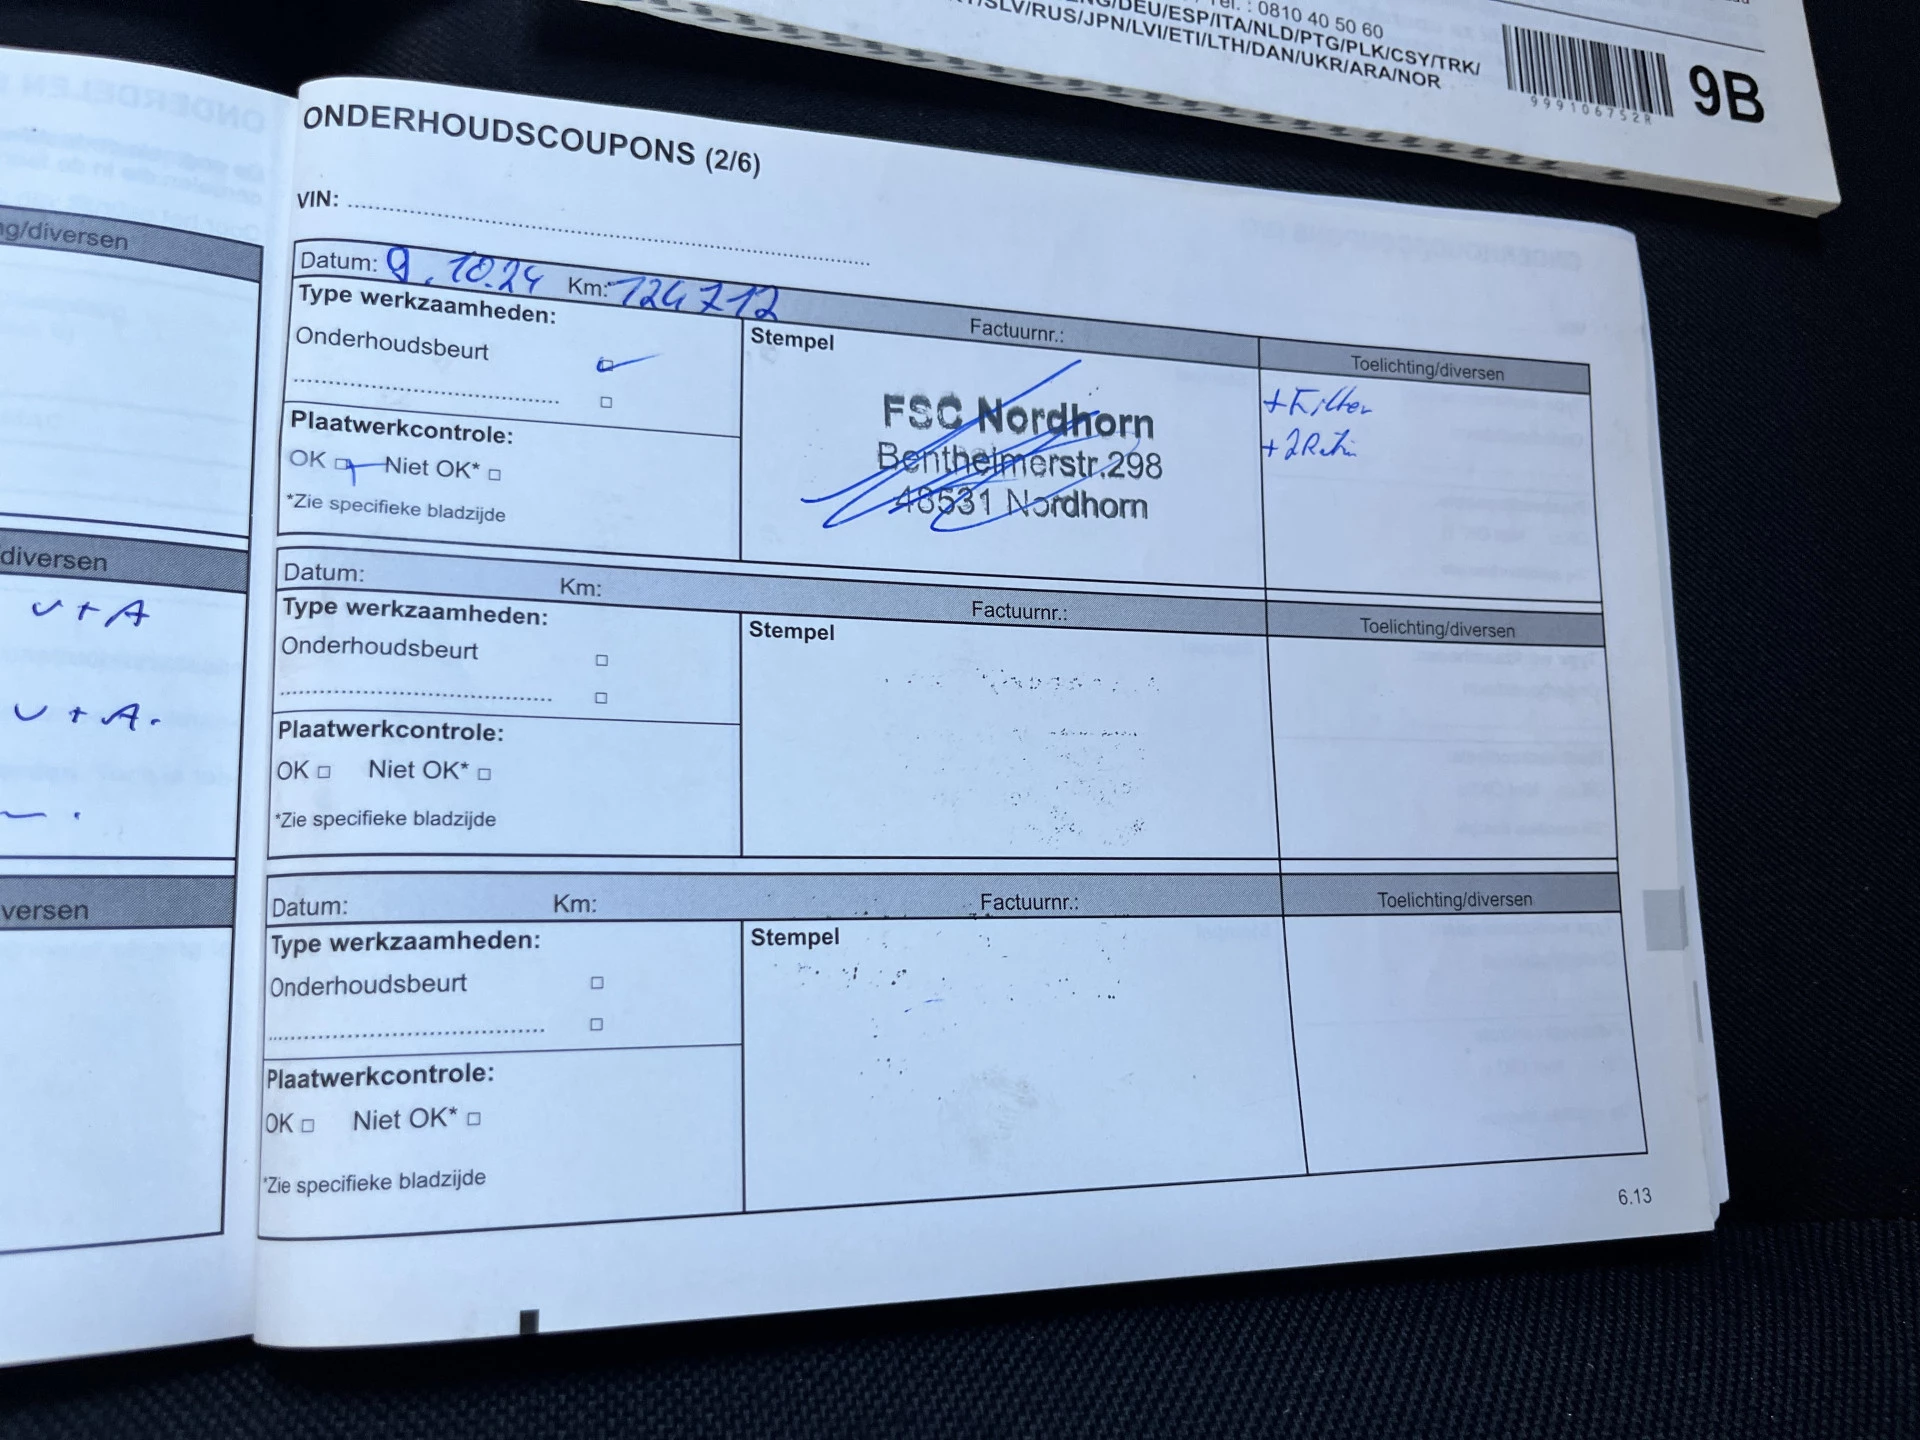 Tel. : 0810 40 50 60
/DEU/ESP/ITA/NLD/PTG/PLK/CSY/TRK/
/SLV/RUS/JPN/LVI/ETI/LTH/DAN/UKR/ARA/NOR
9991067528
9B
ONDERHOUDSCOUPONS (2/6)
VIN:
Datum: 9.10.24 Km: 124712 Factuurnr.: Toelichting/diversen
Type werkzaamheden:
Onderhoudsbeurt
Plaatwerkcontrole:
OK Niet OK*
*Zie specifieke bladzijde
Stempel
FSC Nordhorn
Bentheimerstr.298
48531 Nordhorn
+ Filter
Datum: Km: Factuurnr.: Toelichting/diversen
Type werkzaamheden:
Onderhoudsbeurt
Plaatwerkcontrole:
OK Niet OK*
*Zie specifieke bladzijde
Stempel
Datum: Km: Factuurnr.: Toelichting/diversen
Type werkzaamheden:
Onderhoudsbeurt
Plaatwerkcontrole:
OK Niet OK*
*Zie specifieke bladzijde
Stempel
6.13
ng/diversen
diversen
v + A
v + A.
versen